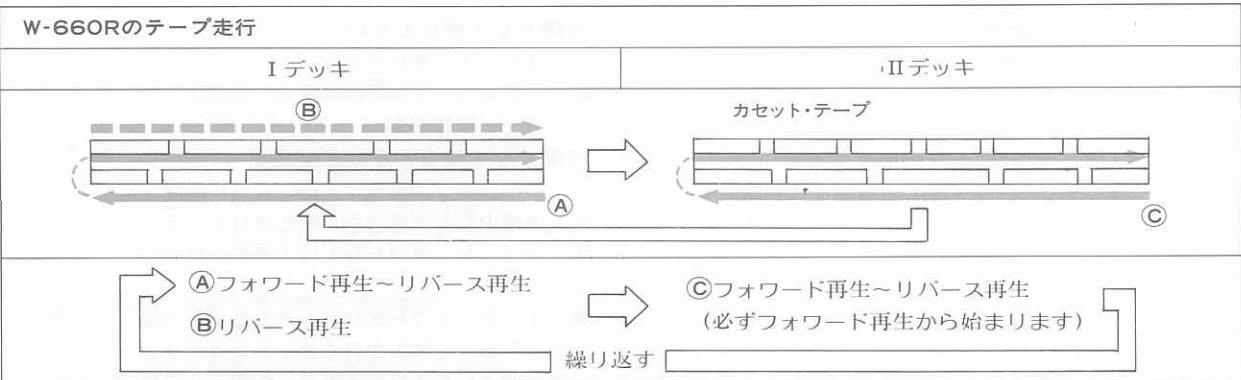 W-660Rのテープ走行
Iデッキ
IIデッキ
Ⓑ
カセット・テープ
Ⓐ
Ⓒ
Ⓐフォワード再生～リバース再生
Ⓑリバース再生
Ⓒフォワード再生～リバース再生
(必ずフォワード再生から始まります)
繰り返す